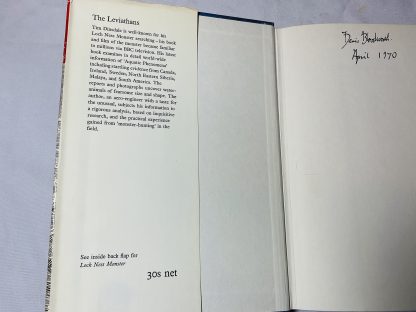 The Leviathans
Tim Dinsdale is well-known for his
Loch Ness Monster searching - his book
and film of the monster became familiar
to millions via BBC television. His latest
book examines in detail world-wide
information of 'Aquatic Phenomena'
including startling evidence from Canada,
Ireland, Sweden, North Eastern Siberia,
Malaya, and South America. The
reports and photographs uncover water-
animals of fearsome size and shape. The
author, an aero-engineer with a taste for
the unusual, subjects his information to
a rigorous analysis, based on inquisitive
research, and the practical experience
gained from 'monster-hunting' in the
field.
See inside back flap for
Loch Ness Monster
30s net
April 1970